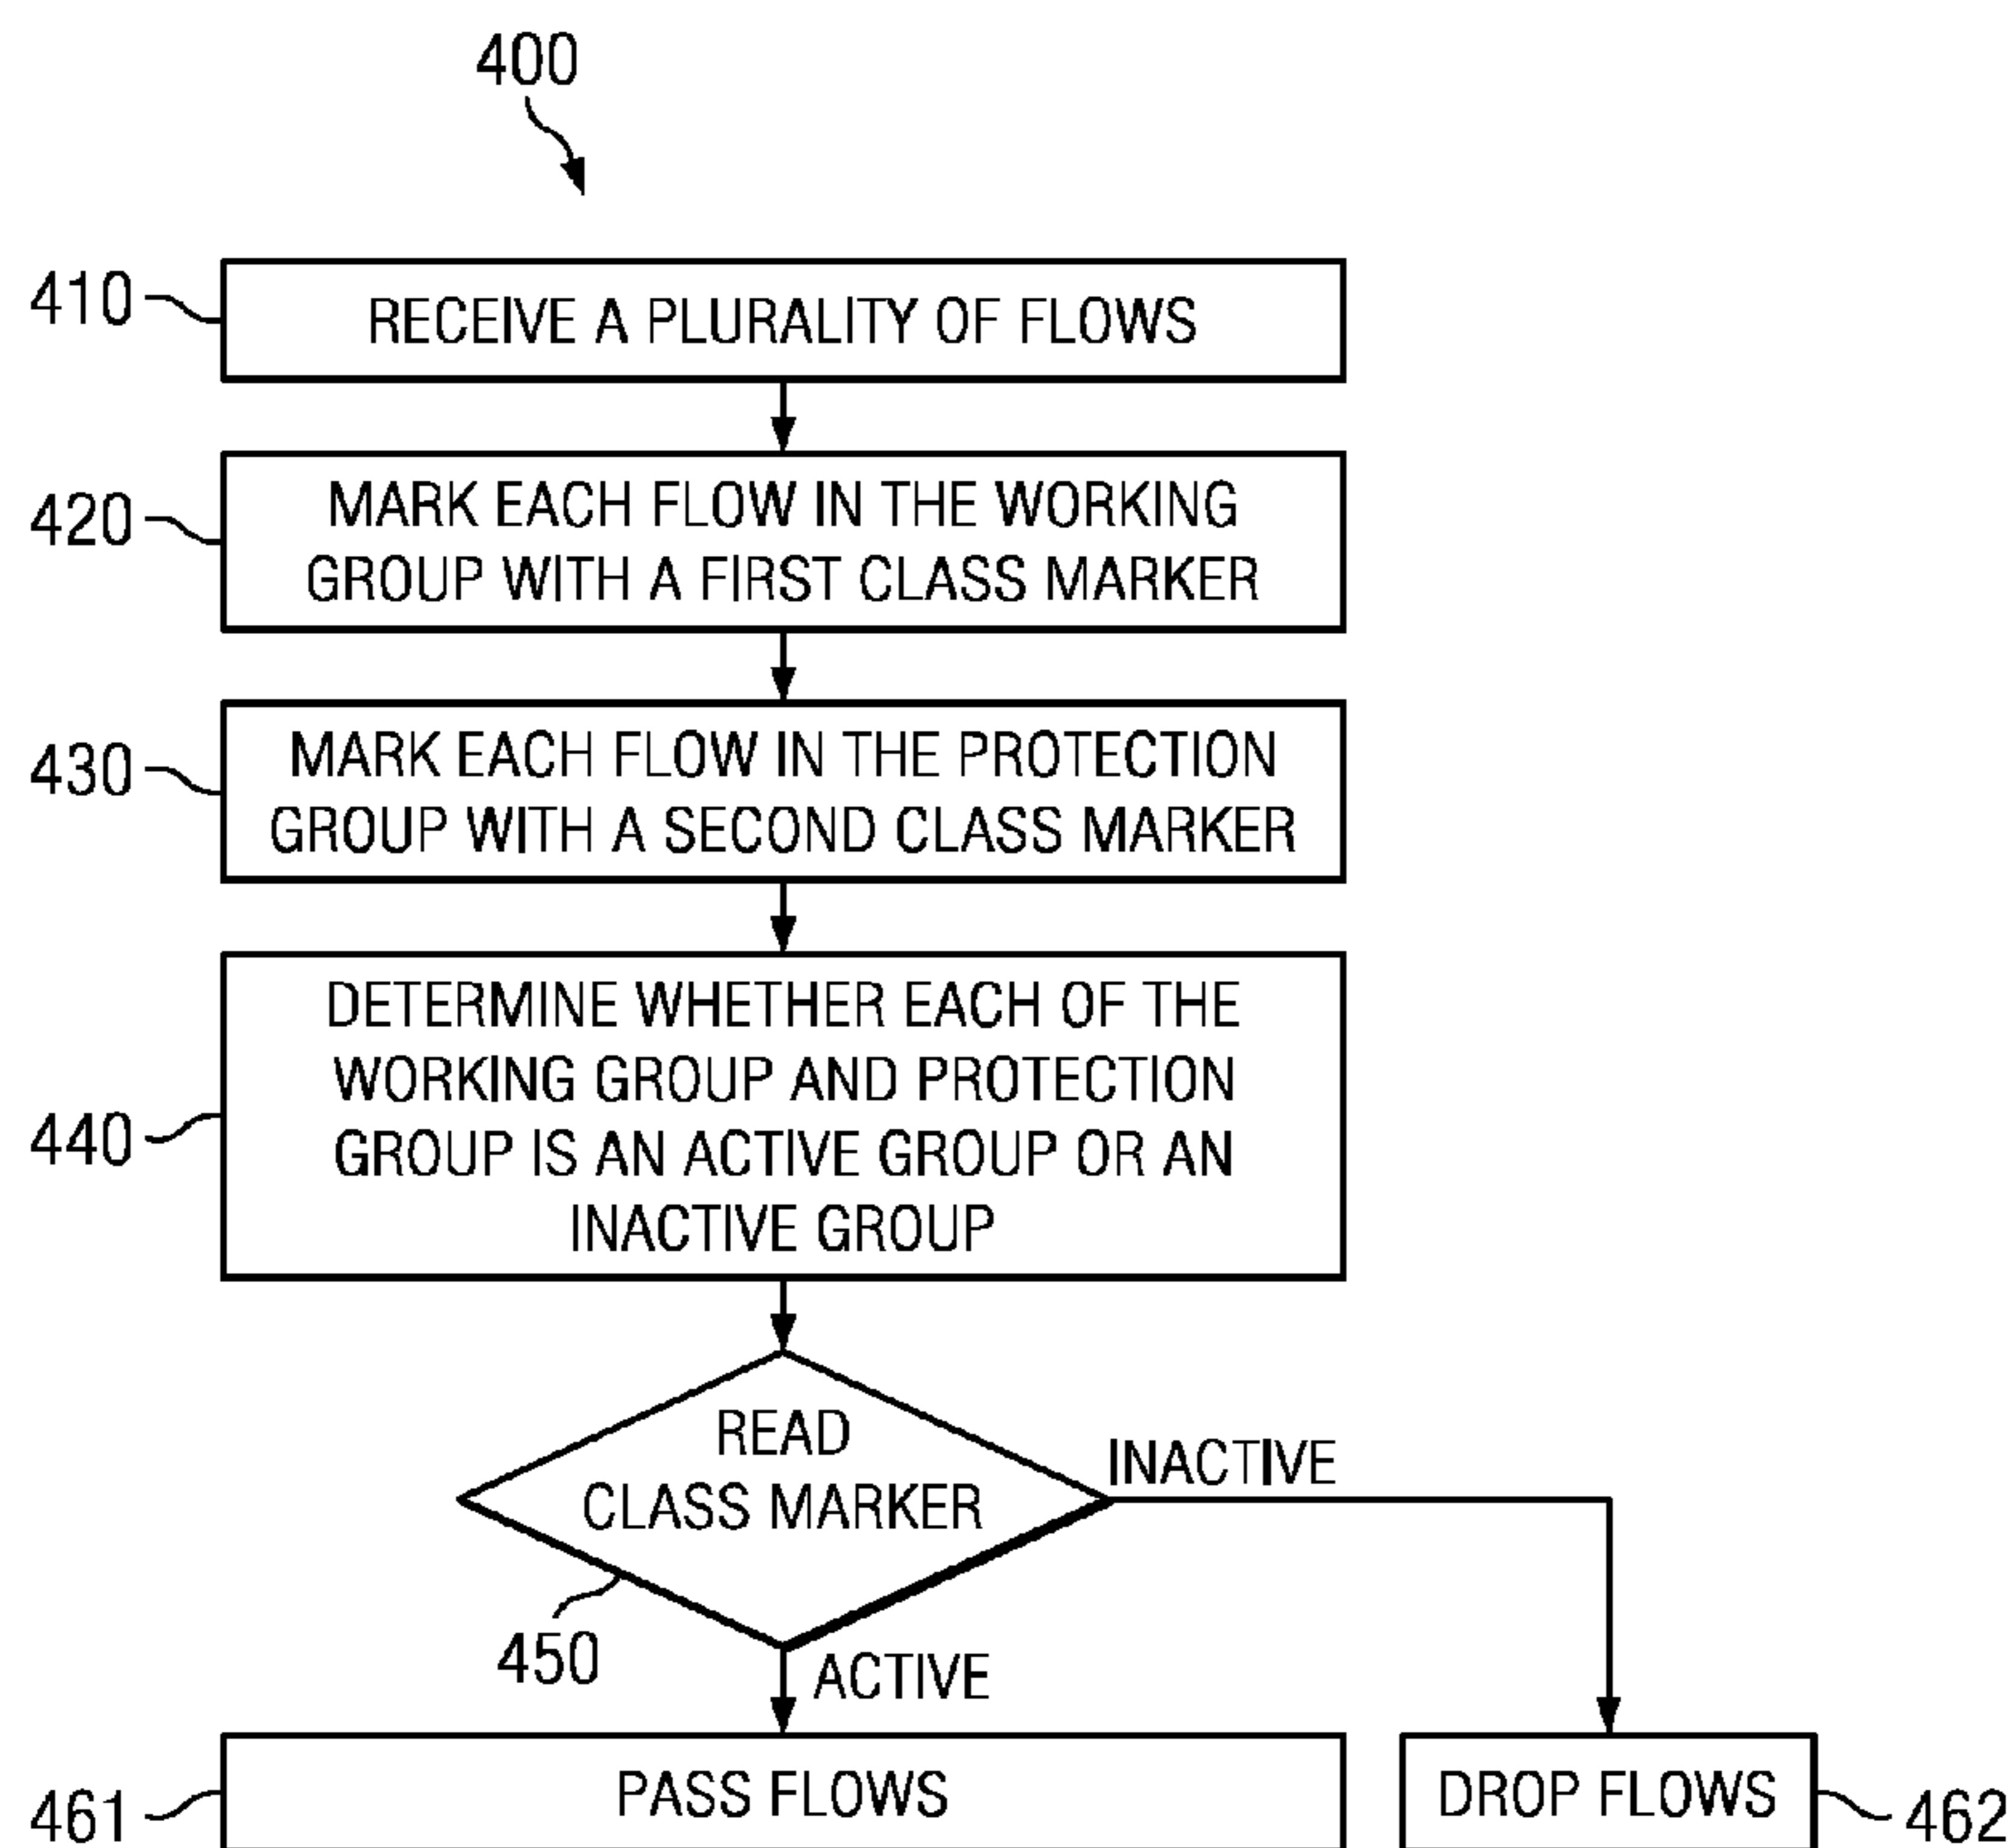 400
410
RECEIVE A PLURALITY OF FLOWS
420
MARK EACH FLOW IN THE WORKING
GROUP WITH A FIRST CLASS MARKER
430
MARK EACH FLOW IN THE PROTECTION
GROUP WITH A SECOND CLASS MARKER
440
DETERMINE WHETHER EACH OF THE
WORKING GROUP AND PROTECTION
GROUP IS AN ACTIVE GROUP OR AN
INACTIVE GROUP
READ
CLASS MARKER
INACTIVE
450
ACTIVE
461
PASS FLOWS
DROP FLOWS
462